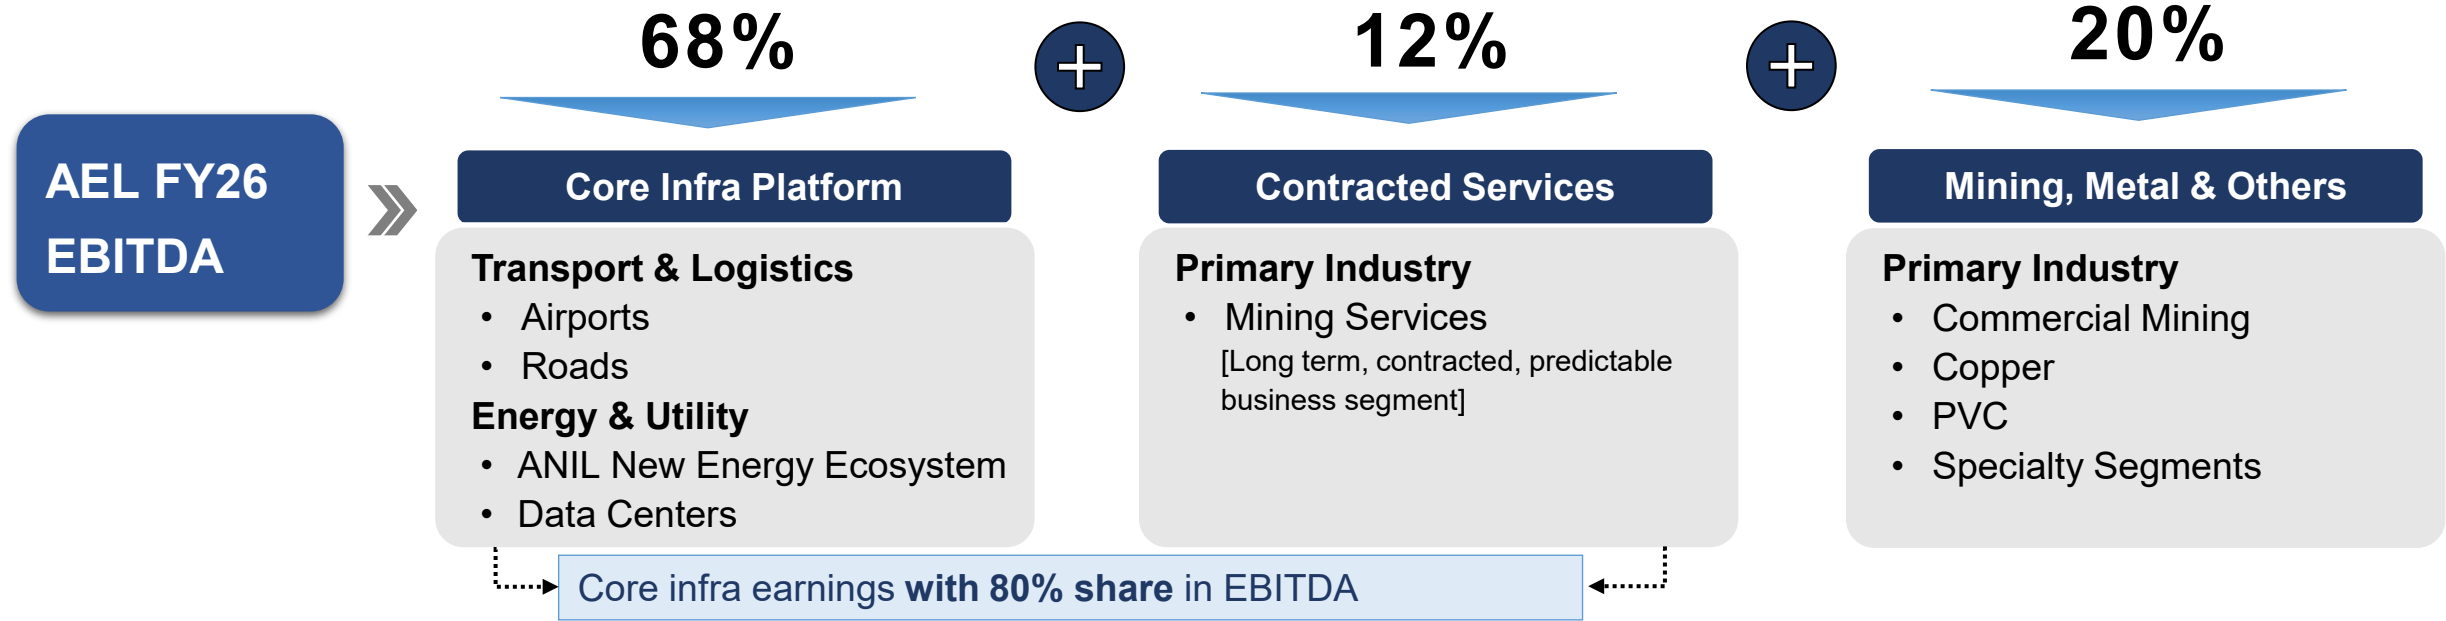 68%
12%
20%
AEL FY26
EBITDA
Core Infra Platform
Transport & Logistics
• Airports
• Roads
Energy & Utility
• ANIL New Energy Ecosystem
• Data Centers
Contracted Services
Primary Industry
• Mining Services
[Long term, contracted, predictable
business segment]
Mining, Metal & Others
Primary Industry
• Commercial Mining
• Copper
• PVC
• Specialty Segments
Core infra earnings with 80% share in EBITDA